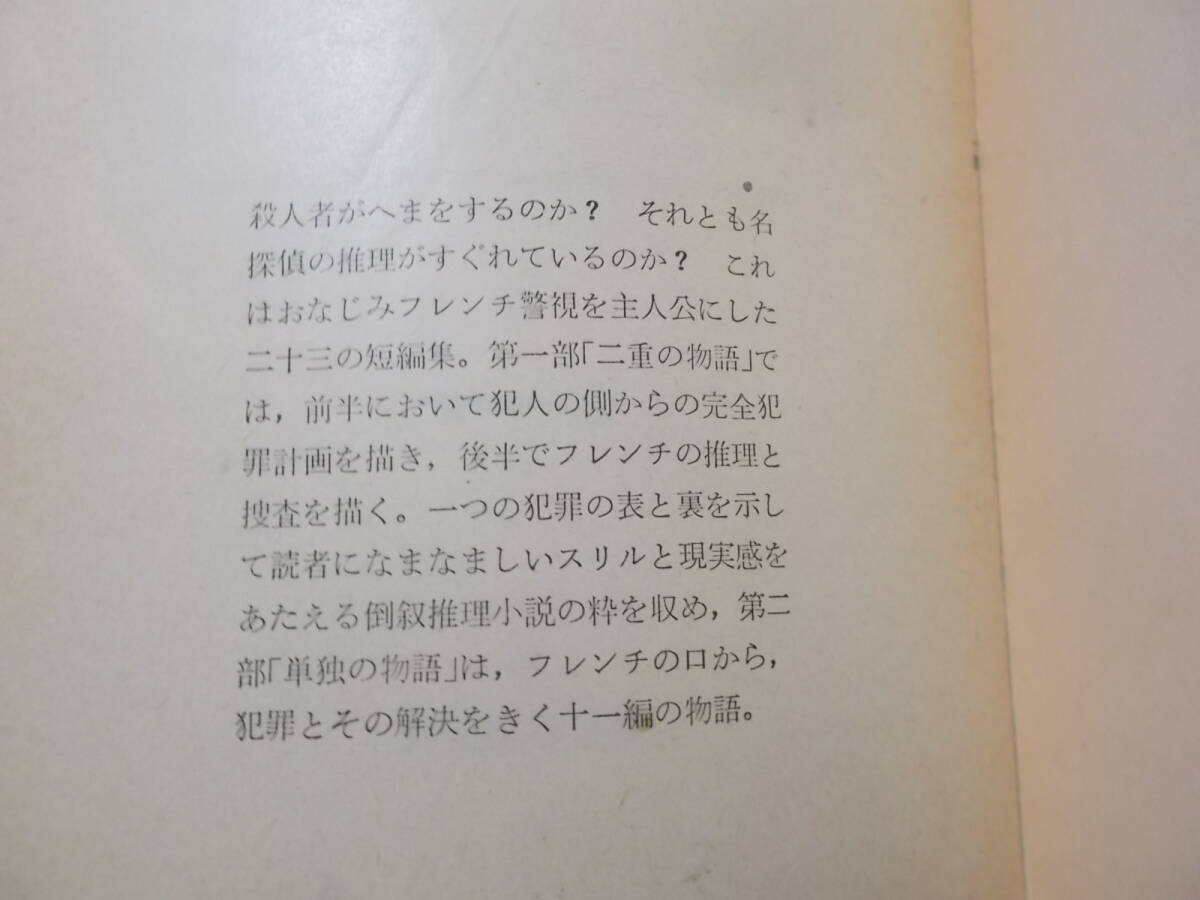 殺人者がへまをするのか？　それとも名
探偵の推理がすぐれているのか？　これ
はおなじみフレンチ警視を主人公にした
二十三の短編集。第一部「二重の物語」で
は，前半において犯人の側からの完全犯
罪計画を描き，後半でフレンチの推理と
捜査を描く。一つの犯罪の表と裏を示し
て読者になまなましいスリルと現実感を
あたえる倒叙推理小説の粋を収め，第二
部「単独の物語」は，フレンチの口から，
犯罪とその解決をきく十一編の物語。